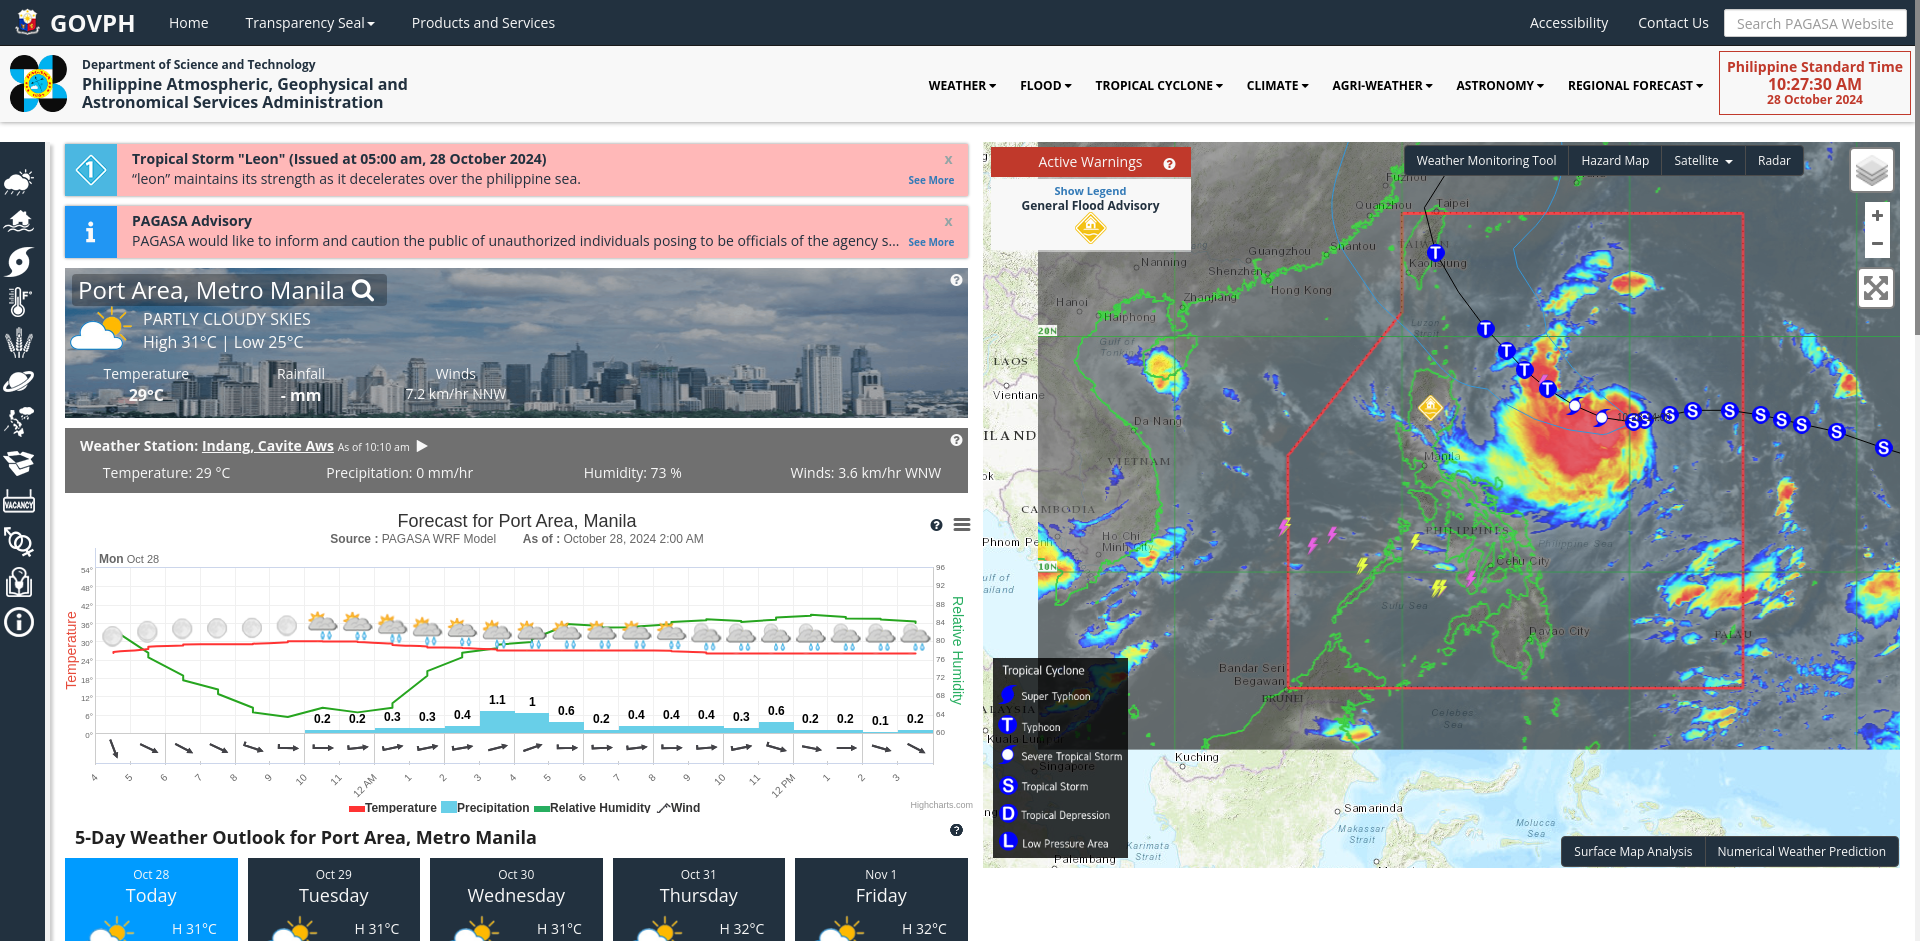 GOVPH
Home
Transparency Seal
Products and Services
Accessibility
Contact Us
Search PAGASA Website
Department of Science and Technology
Philippine Atmospheric, Geophysical and
Astronomical Services Administration
WEATHER
FLOOD
TROPICAL CYCLONE
CLIMATE
AGRI-WEATHER
ASTRONOMY
REGIONAL FORECAST
Philippine Standard Time
10:27:30 AM
28 October 2024
1
Tropical Storm "Leon" (Issued at 05:00 am, 28 October 2024)
x
“leon” maintains its strength as it decelerates over the philippine sea.
See More
PAGASA Advisory
x
PAGASA would like to inform and caution the public of unauthorized individuals posing to be officials of the agency s...
See More
Port Area, Metro Manila
PARTLY CLOUDY SKIES
High 31°C | Low 25°C
Temperature
Rainfall
Winds
29°C
- mm
7.2 km/hr NNW
Weather Station: Indang, Cavite Aws As of 10:10 am
Temperature: 29 °C
Precipitation: 0 mm/hr
Humidity: 73 %
Winds: 3.6 km/hr WNW
Forecast for Port Area, Manila
Source : PAGASA WRF Model As of : October 28, 2024 2:00 AM
Mon Oct 28
54°
48°
42°
36°
30°
24°
18°
12°
6°
0°
Temperature
96
92
88
84
80
76
72
68
64
60
Relative Humidity
0.2
0.2
0.3
0.3
0.4
1.1
1
0.6
0.2
0.4
0.4
0.4
0.3
0.6
0.2
0.2
0.1
0.2
4
5
6
7
8
9
10
11
12 AM
1
2
3
4
5
6
7
8
9
10
11
12 PM
1
2
3
Temperature
Precipitation
Relative Humidity
Wind
Highcharts.com
5-Day Weather Outlook for Port Area, Metro Manila
Oct 28
Today
H 31°C
Oct 29
Tuesday
H 31°C
Oct 30
Wednesday
H 31°C
Oct 31
Thursday
H 32°C
Nov 1
Friday
H 32°C
Active Warnings
Show Legend
General Flood Advisory
Weather Monitoring Tool
Hazard Map
Satellite
Radar
+
−
Fuzhou
Quanzhou
Taipei
TAIWAN
Kaohsiung
Shantou
Guangzhou
Shenzhen
Hong Kong
Nanning
Zhanjiang
Hanoi
Haiphong
Gulf of
20N
Luzon
Strait
LAOS
Vientiane
Da Nang
VIETNAM
CAMBODIA
Phnom Penh
Ho Chi
Minh City
10N
Manila
PHILIPPINES
Philippine Sea
Cebu City
Sulu Sea
Davao City
PALAU
Bandar Seri
Begawan
BRUNEI
Celebes
Sea
Kuala Lumpur
Singapore
Kuching
Samarinda
Makassar
Strait
Molucca
Sea
Karimata
Strait
Palembang
Tropical Cyclone
Super Typhoon
T Typhoon
Severe Tropical Storm
S Tropical Storm
D Tropical Depression
L Low Pressure Area
Surface Map Analysis
Numerical Weather Prediction